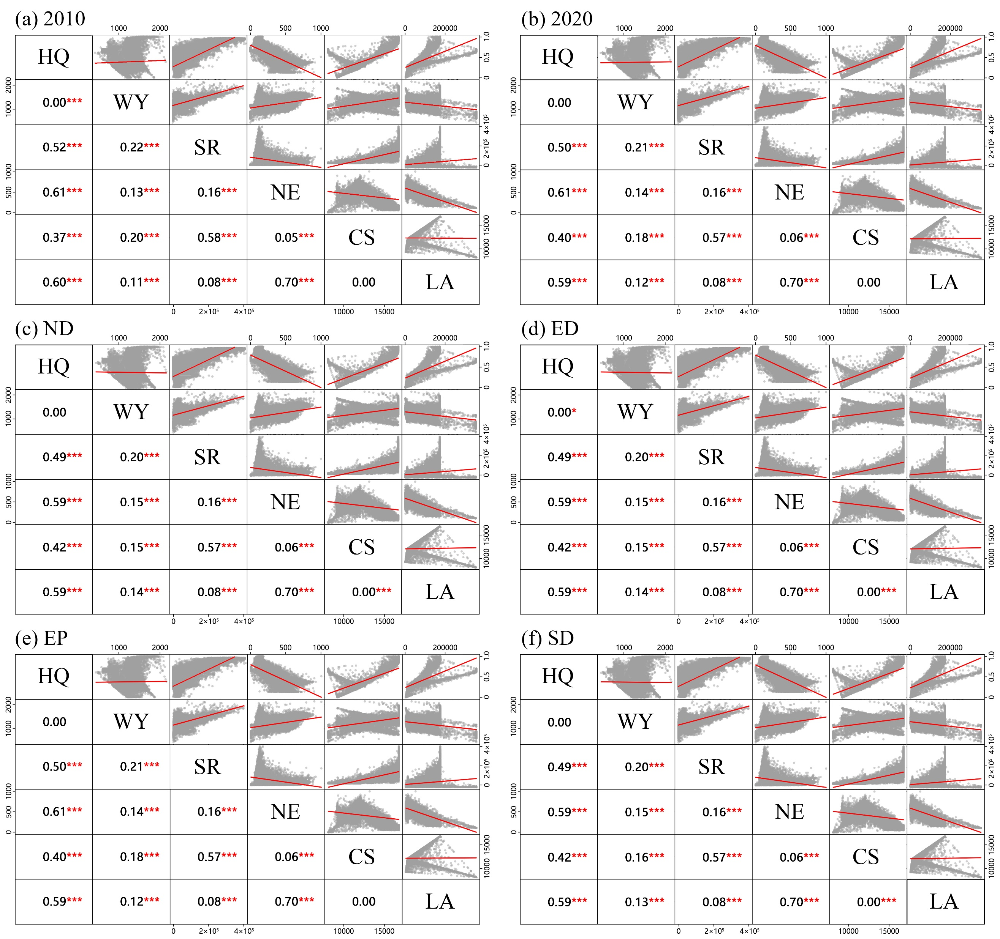 (a) 2010
1000 2000 0 500 1000 0 200000
HQ 1.0 0.5 0
2000 1000 0.00*** WY
0.52*** 0.22*** SR 4×10⁵ 2×10⁵ 0
1000 500 0 0.61*** 0.13*** 0.16*** NE
0.37*** 0.20*** 0.58*** 0.05*** CS 15000 10000
0.60*** 0.11*** 0.08*** 0.70*** 0.00 LA
0 2×10⁵ 4×10⁵ 10000 15000
(b) 2020
1000 2000 0 500 1000 0 200000
HQ 1.0 0.5 0
2000 1000 0.00 WY
0.50*** 0.21*** SR 4×10⁵ 2×10⁵ 0
1000 500 0 0.61*** 0.14*** 0.16*** NE
0.40*** 0.18*** 0.57*** 0.06*** CS 15000 10000
0.59*** 0.12*** 0.08*** 0.70*** 0.00 LA
0 2×10⁵ 4×10⁵ 10000 15000
(c) ND
1000 2000 0 500 1000 0 200000
HQ 1.0 0.5 0
2000 1000 0.00 WY
0.49*** 0.20*** SR 4×10⁵ 2×10⁵ 0
1000 500 0 0.59*** 0.15*** 0.16*** NE
0.42*** 0.15*** 0.57*** 0.06*** CS 15000 10000
0.59*** 0.14*** 0.08*** 0.70*** 0.00*** LA
0 2×10⁵ 4×10⁵ 10000 15000
(d) ED
1000 2000 0 500 1000 0 200000
HQ 1.0 0.5 0
2000 1000 0.00* WY
0.49*** 0.20*** SR 4×10⁵ 2×10⁵ 0
1000 500 0 0.59*** 0.15*** 0.16*** NE
0.42*** 0.15*** 0.57*** 0.06*** CS 15000 10000
0.59*** 0.14*** 0.08*** 0.70*** 0.00*** LA
0 2×10⁵ 4×10⁵ 10000 15000
(e) EP
1000 2000 0 500 1000 0 200000
HQ 1.0 0.5 0
2000 1000 0.00 WY
0.50*** 0.21*** SR 4×10⁵ 2×10⁵ 0
1000 500 0 0.61*** 0.14*** 0.16*** NE
0.40*** 0.18*** 0.57*** 0.06*** CS 15000 10000
0.59*** 0.12*** 0.08*** 0.70*** 0.00 LA
0 2×10⁵ 4×10⁵ 10000 15000
(f) SD
1000 2000 0 500 1000 0 200000
HQ 1.0 0.5 0
2000 1000 0.00 WY
0.49*** 0.20*** SR 4×10⁵ 2×10⁵ 0
1000 500 0 0.59*** 0.15*** 0.16*** NE
0.42*** 0.16*** 0.57*** 0.06*** CS 15000 10000
0.59*** 0.13*** 0.08*** 0.70*** 0.00*** LA
0 2×10⁵ 4×10⁵ 10000 15000